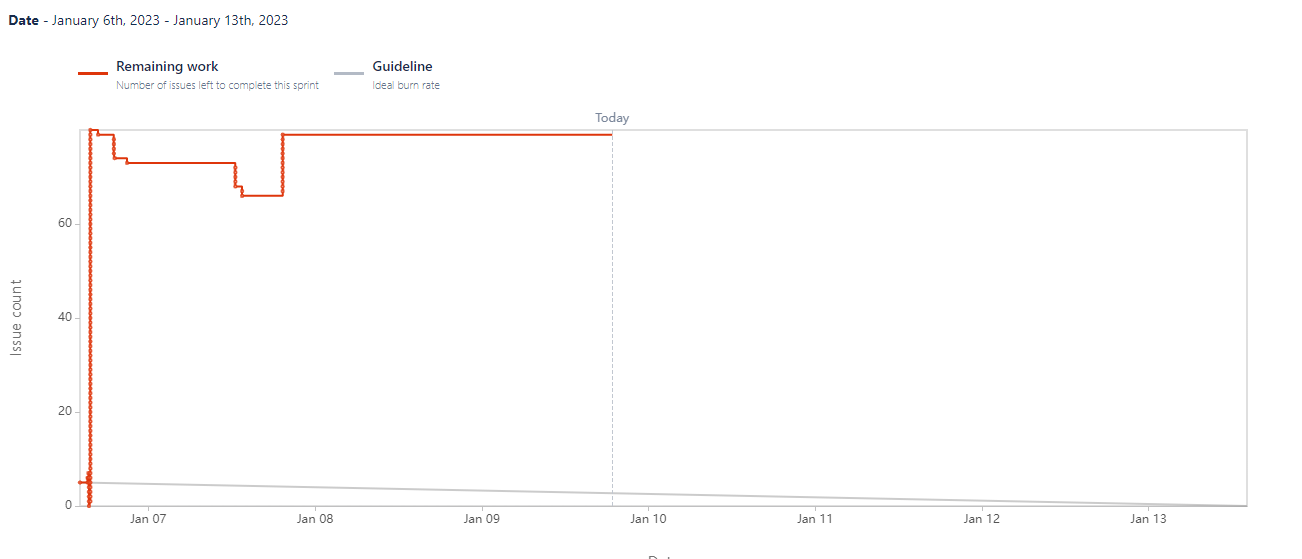 Date - January 6th, 2023 - January 13th, 2023
Remaining work
Number of issues left to complete this sprint
Guideline
Ideal burn rate
Today
Issue count
60
40
20
0
Jan 07
Jan 08
Jan 09
Jan 10
Jan 11
Jan 12
Jan 13